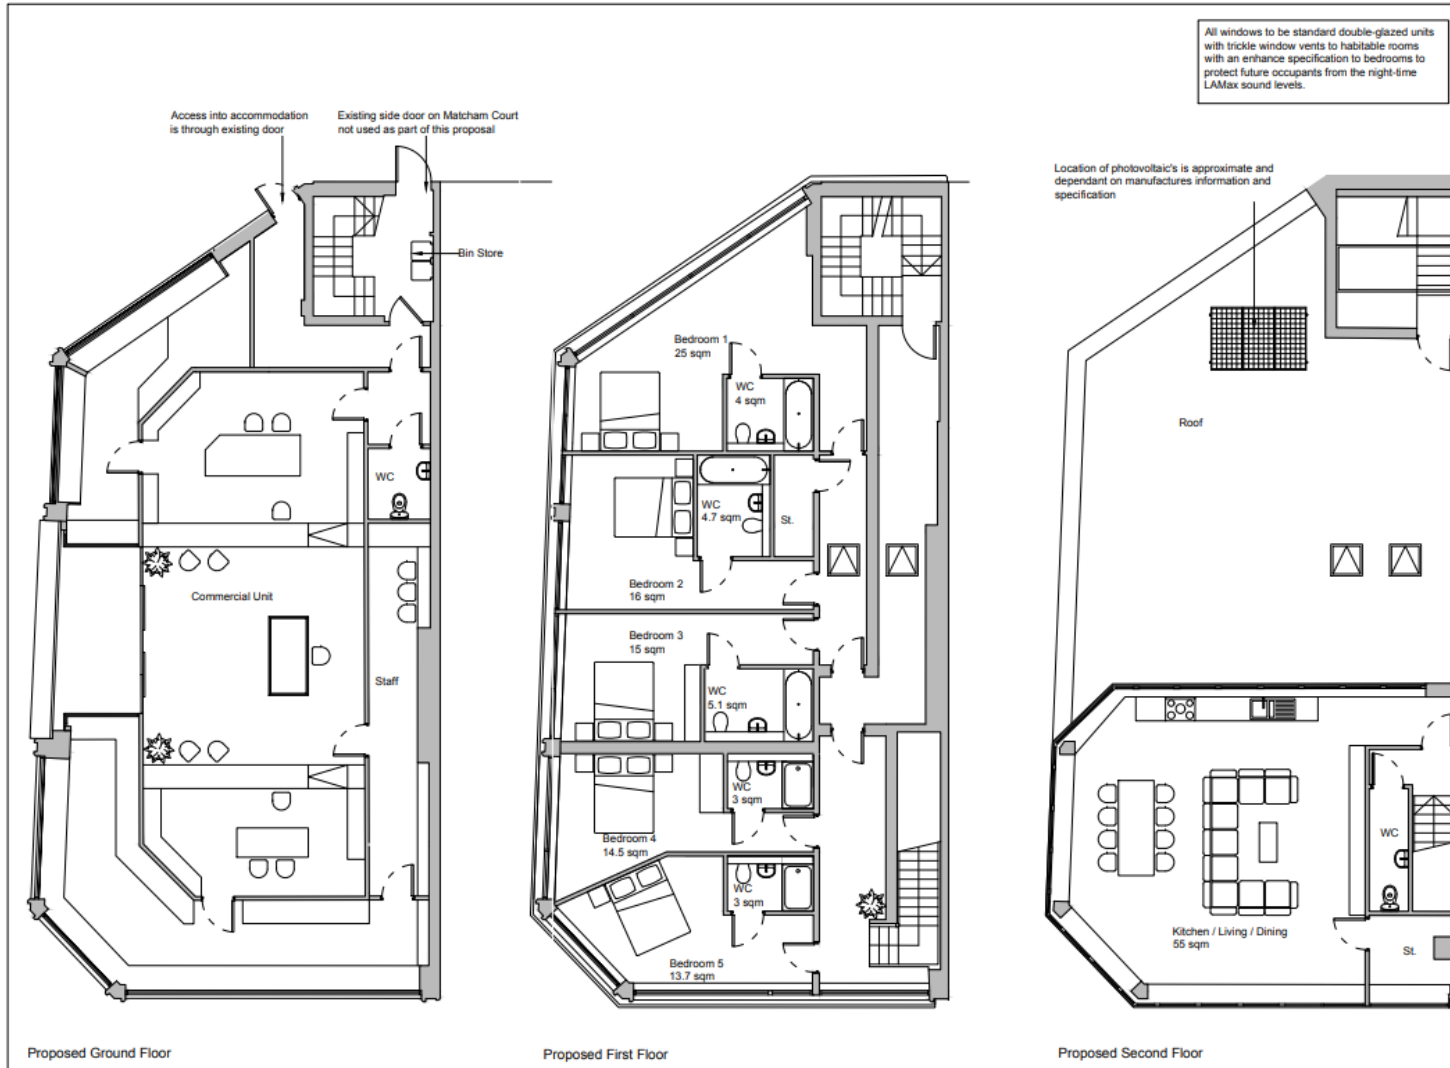 All windows to be standard double-glazed units
with trickle window vents to habitable rooms
with an enhance specification to bedrooms to
protect future occupants from the night-time
LAMax sound levels.
Access into accommodation
is through existing door
Existing side door on Matcham Court
not used as part of this proposal
Bin Store
WC
Commercial Unit
Staff
Proposed Ground Floor
Bedroom 1
25 sqm
WC
4 sqm
WC
4.7 sqm
St.
Bedroom 2
16 sqm
Bedroom 3
15 sqm
WC
5.1 sqm
WC
3 sqm
Bedroom 4
14.5 sqm
WC
3 sqm
Bedroom 5
13.7 sqm
Proposed First Floor
Location of photovoltaic's is approximate and
dependant on manufactures information and
specification
Roof
WC
Kitchen / Living / Dining
55 sqm
St.
Proposed Second Floor